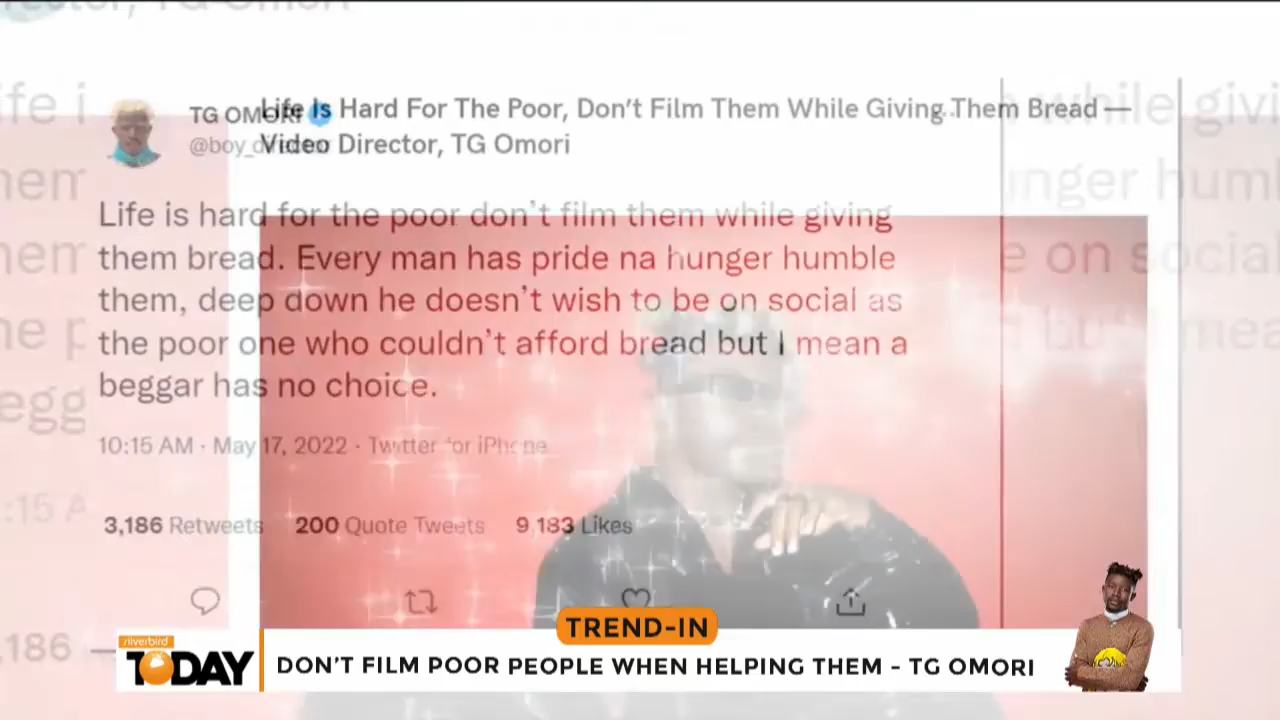 Director, TG Omori
TG OMORI
Life Is Hard For The Poor, Don't Film Them While Giving Them Bread —
Video Director, TG Omori
Life is hard for the poor don't film them while giving
them bread. Every man has pride na hunger humble
them, deep down he doesn't wish to be on social as
the poor one who couldn't afford bread but I mean a
beggar has no choice.
10:15 AM · May 17, 2022 · Twitter for iPhone
3,186 Retweets 200 Quote Tweets 9,183 Likes
TREND-IN
silverbird
TODAY
DON'T FILM POOR PEOPLE WHEN HELPING THEM - TG OMORI